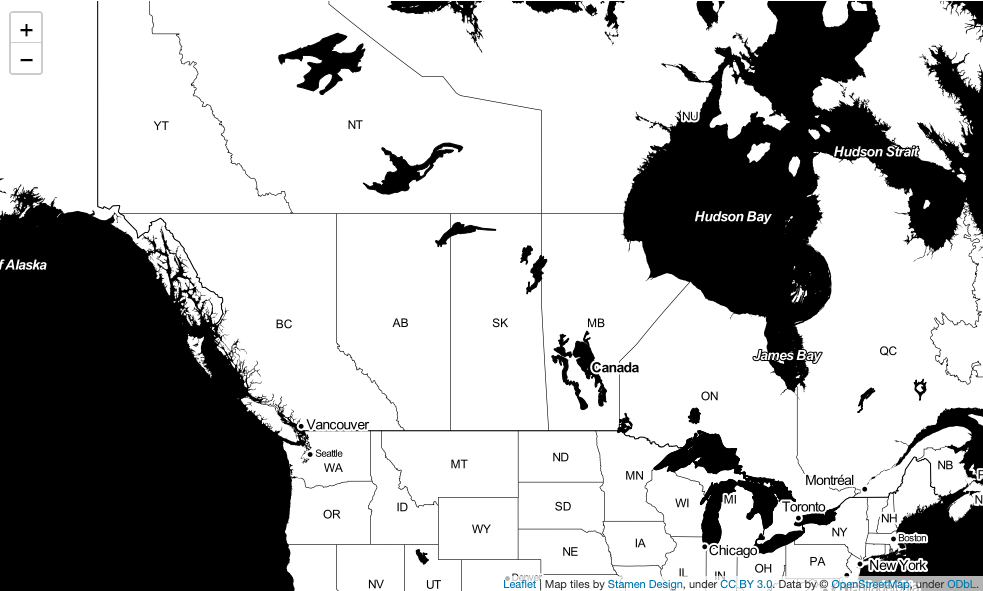 +
−
YT
NT
NU
Hudson Strait
Hudson Bay
f Alaska
BC
AB
SK
MB
James Bay
QC
Canada
ON
Vancouver
Seattle
WA
MT
ND
MN
NB
Montréal
WI
MI
OR
ID
SD
Toronto
NH
WY
NY
Boston
IA
NE
Chicago
PA
New York
IL
IN
OH
NV
UT
Denver
Leaflet | Map tiles by Stamen Design, under CC BY 3.0. Data by © OpenStreetMap, under ODbL.